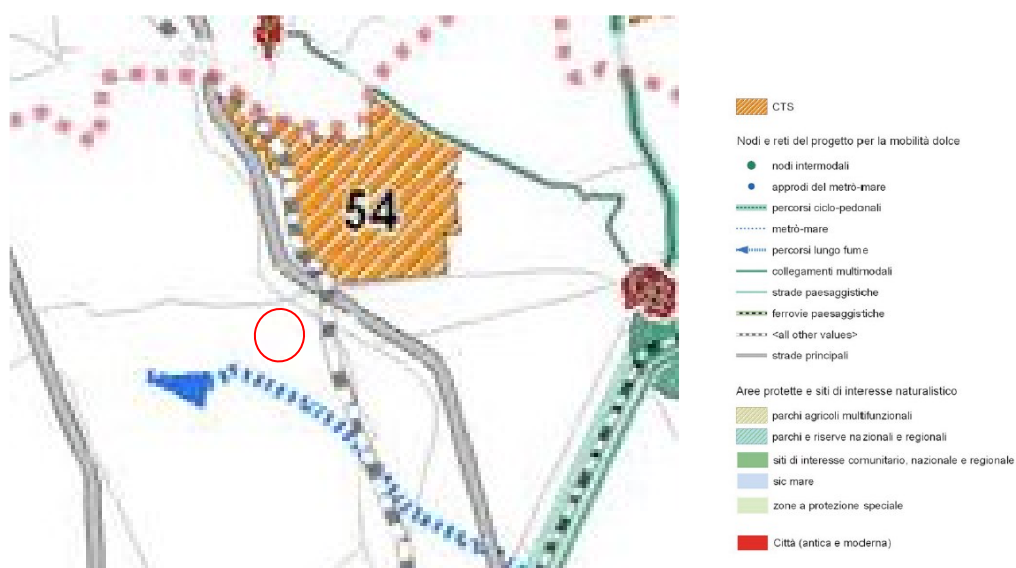 54
CTS
Nodi e reti del progetto per la mobilità dolce
nodi intermodali
approdi del metrò-mare
percorsi ciclo-pedonali
metrò-mare
percorsi lungo fume
collegamenti multimodali
strade paesaggistiche
ferrovie paesaggistiche
<all other values>
strade principali
Aree protette e siti di interesse naturalistico
parchi agricoli multifunzionali
parchi e riserve nazionali e regionali
siti di interesse comunitario, nazionale e regionale
sic mare
zone a protezione speciale
Città (antica e moderna)